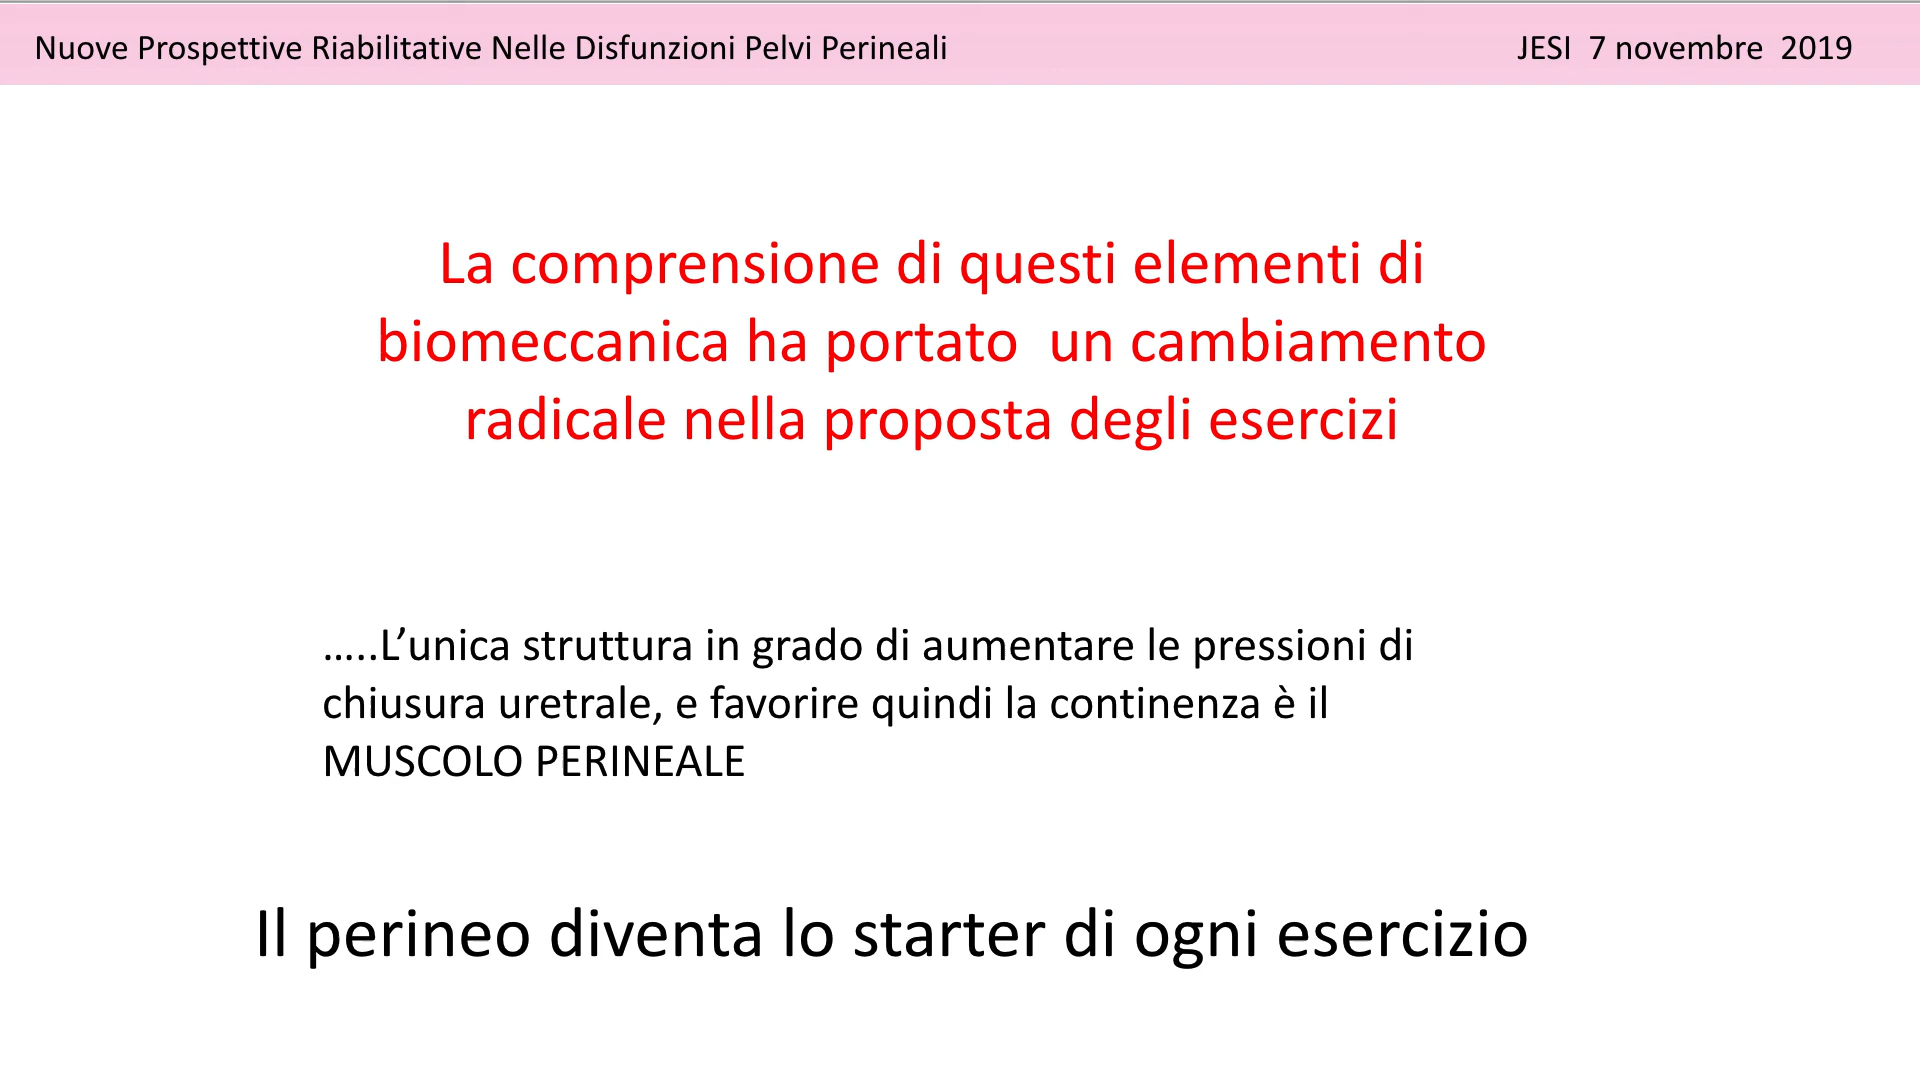 Nuove Prospettive Riabilitative Nelle Disfunzioni Pelvi Perineali JESI 7 novembre 2019
La comprensione di questi elementi di
biomeccanica ha portato un cambiamento
radicale nella proposta degli esercizi
…..L’unica struttura in grado di aumentare le pressioni di
chiusura uretrale, e favorire quindi la continenza è il
MUSCOLO PERINEALE
Il perineo diventa lo starter di ogni esercizio